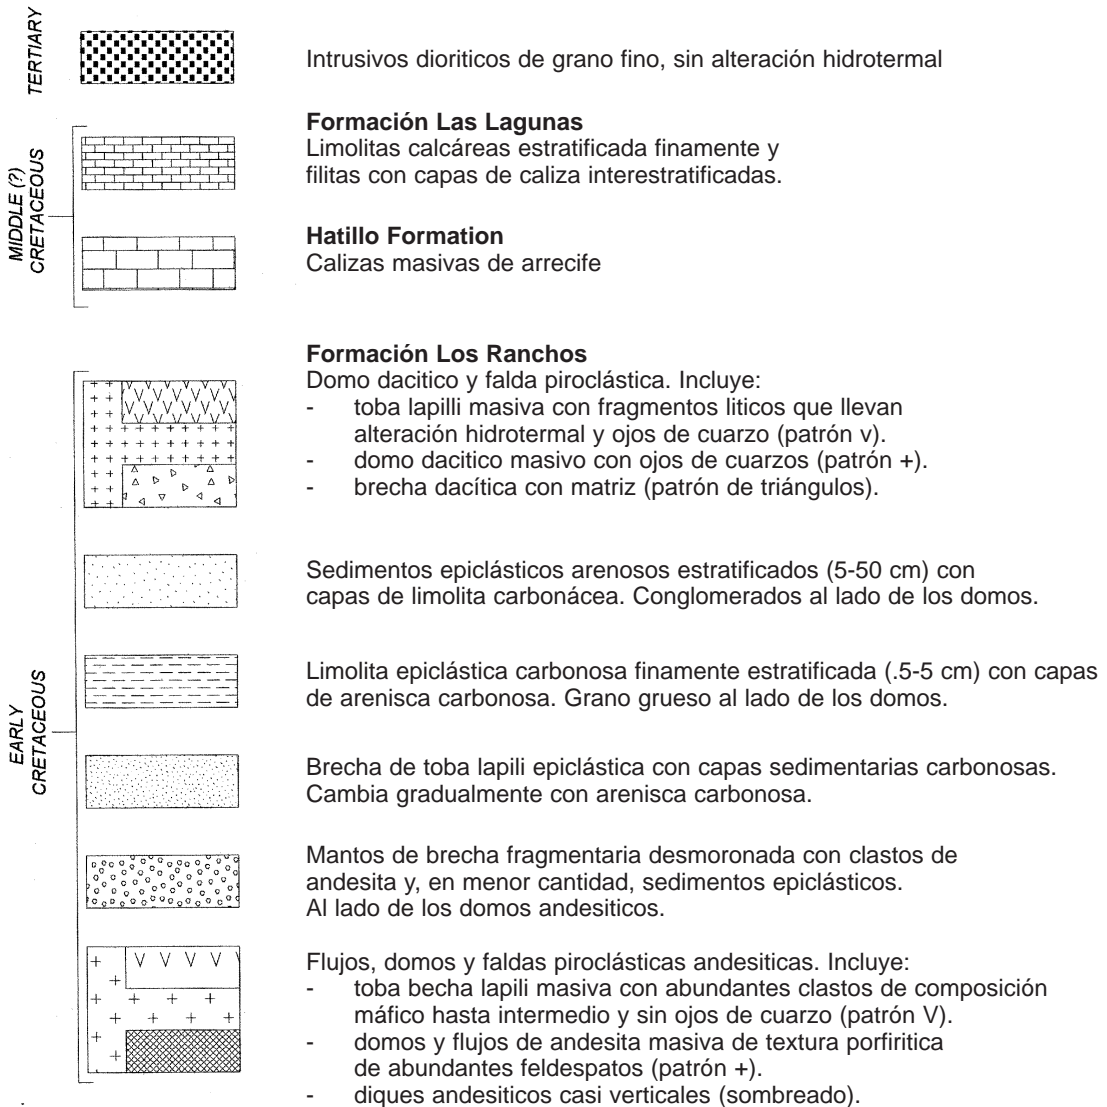 TERTIARY
Intrusivos dioriticos de grano fino, sin alteración hidrotermal
MIDDLE (?)
CRETACEOUS
Formación Las Lagunas
Limolitas calcáreas estratificada finamente y
filitas con capas de caliza interestratificadas.
Hatillo Formation
Calizas masivas de arrecife
EARLY
CRETACEOUS
Formación Los Ranchos
Domo dacitico y falda piroclástica. Incluye:
- toba lapilli masiva con fragmentos liticos que llevan
alteración hidrotermal y ojos de cuarzo (patrón v).
- domo dacitico masivo con ojos de cuarzos (patrón +).
- brecha dacítica con matriz (patrón de triángulos).
Sedimentos epiclásticos arenosos estratificados (5-50 cm) con
capas de limolita carbonácea. Conglomerados al lado de los domos.
Limolita epiclástica carbonosa finamente estratificada (.5-5 cm) con capas
de arenisca carbonosa. Grano grueso al lado de los domos.
Brecha de toba lapili epiclástica con capas sedimentarias carbonosas.
Cambia gradualmente con arenisca carbonosa.
Mantos de brecha fragmentaria desmoronada con clastos de
andesita y, en menor cantidad, sedimentos epiclásticos.
Al lado de los domos andesiticos.
Flujos, domos y faldas piroclásticas andesiticas. Incluye:
- toba becha lapili masiva con abundantes clastos de composición
máfico hasta intermedio y sin ojos de cuarzo (patrón V).
- domos y flujos de andesita masiva de textura porfiritica
de abundantes feldespatos (patrón +).
- diques andesiticos casi verticales (sombreado).